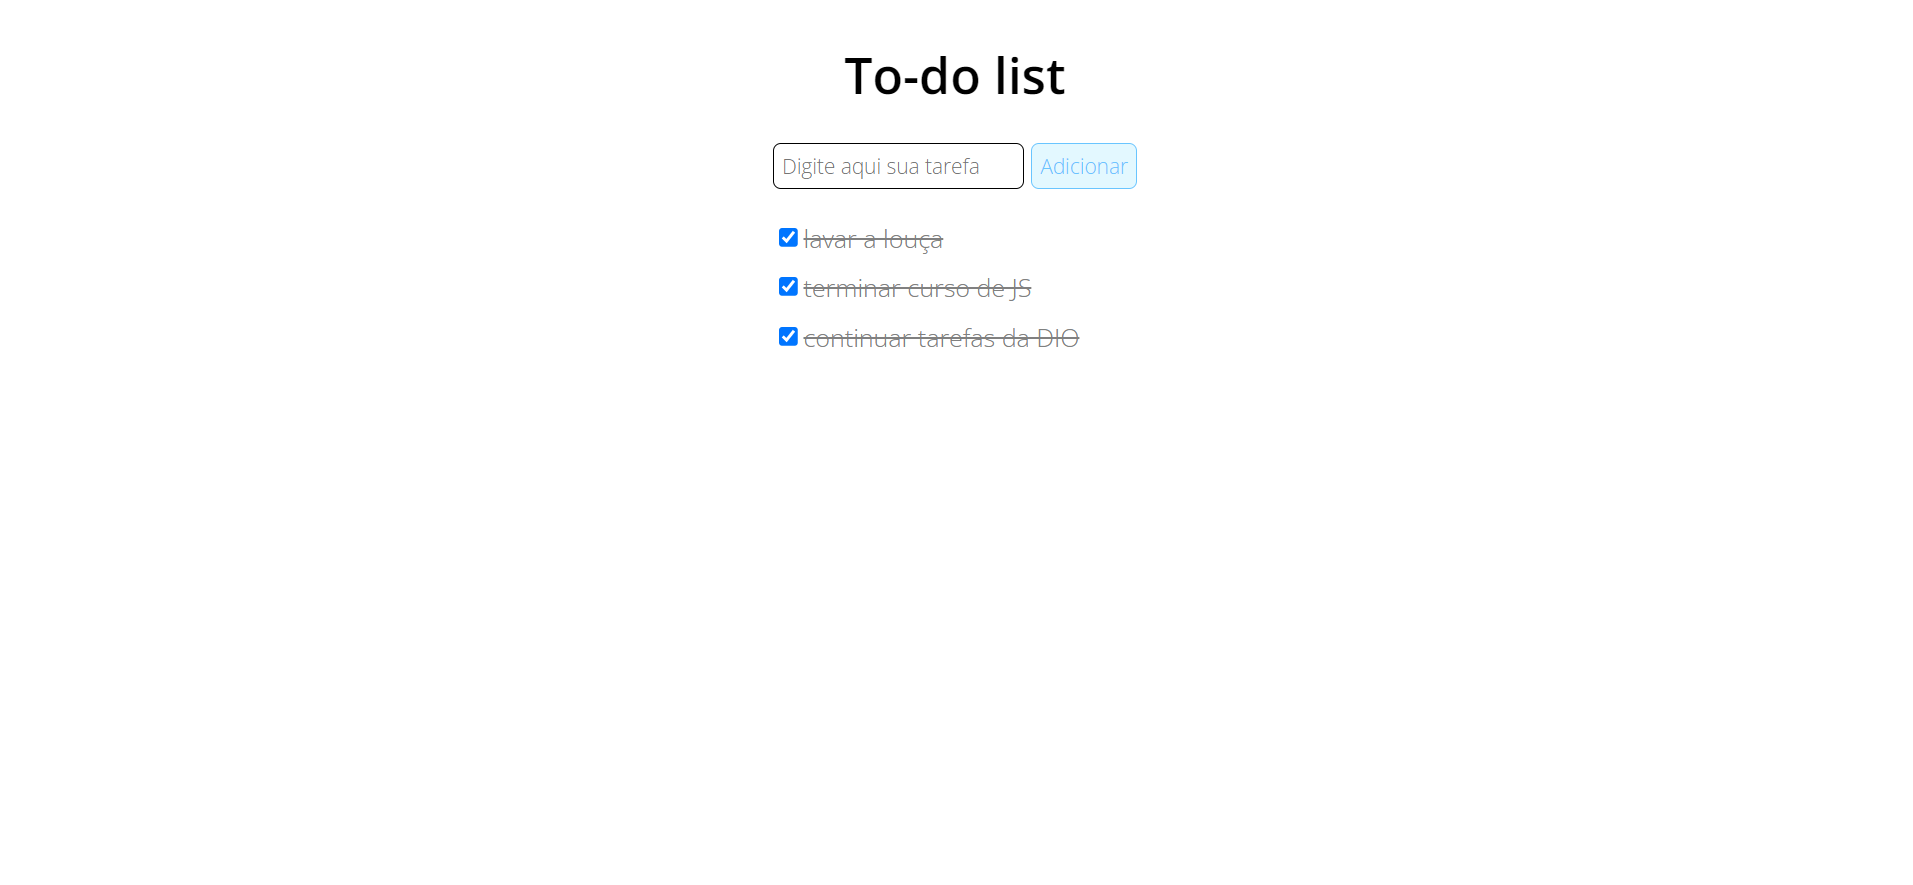 To-do list
Digite aqui sua tarefa Adicionar
lavar a louça
terminar curso de JS
continuar tarefas da DIO